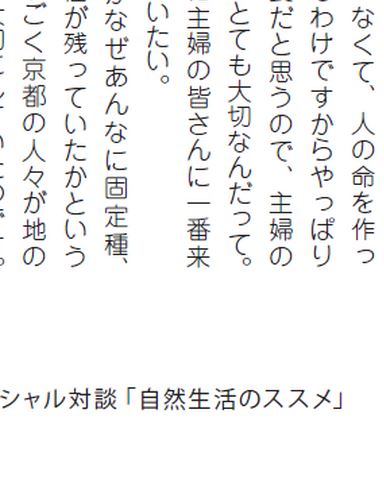 なくて、人の命を作っ
わけですからやっぱり
だと思うので、主婦の
とても大切なんだって。
主婦の皆さんに一番来
いたい。
なぜあんなに固定種、
が残っていたかという
ごく京都の人々が地の
シャル対談「自然生活のススメ」